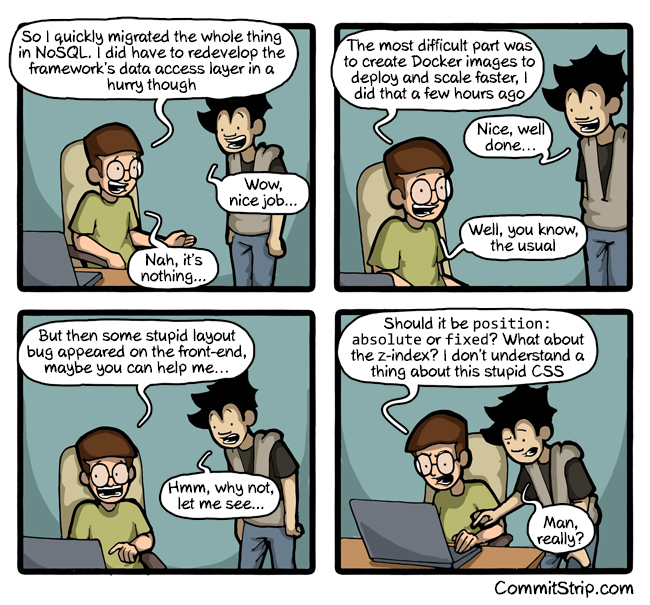 So I quickly migrated the whole thing
in NoSQL. I did have to redevelop the
framework's data access layer in a
hurry though
Wow,
nice job...
Nah, it's
nothing...
The most difficult part was
to create Docker images to
deploy and scale faster, I
did that a few hours ago
Nice, well
done...
Well, you know,
the usual
But then some stupid layout
bug appeared on the front-end,
maybe you can help me...
Hmm, why not,
let me see...
Should it be position:
absolute or fixed? What about
the z-index? I don't understand a
thing about this stupid CSS
Man,
really?
CommitStrip.com